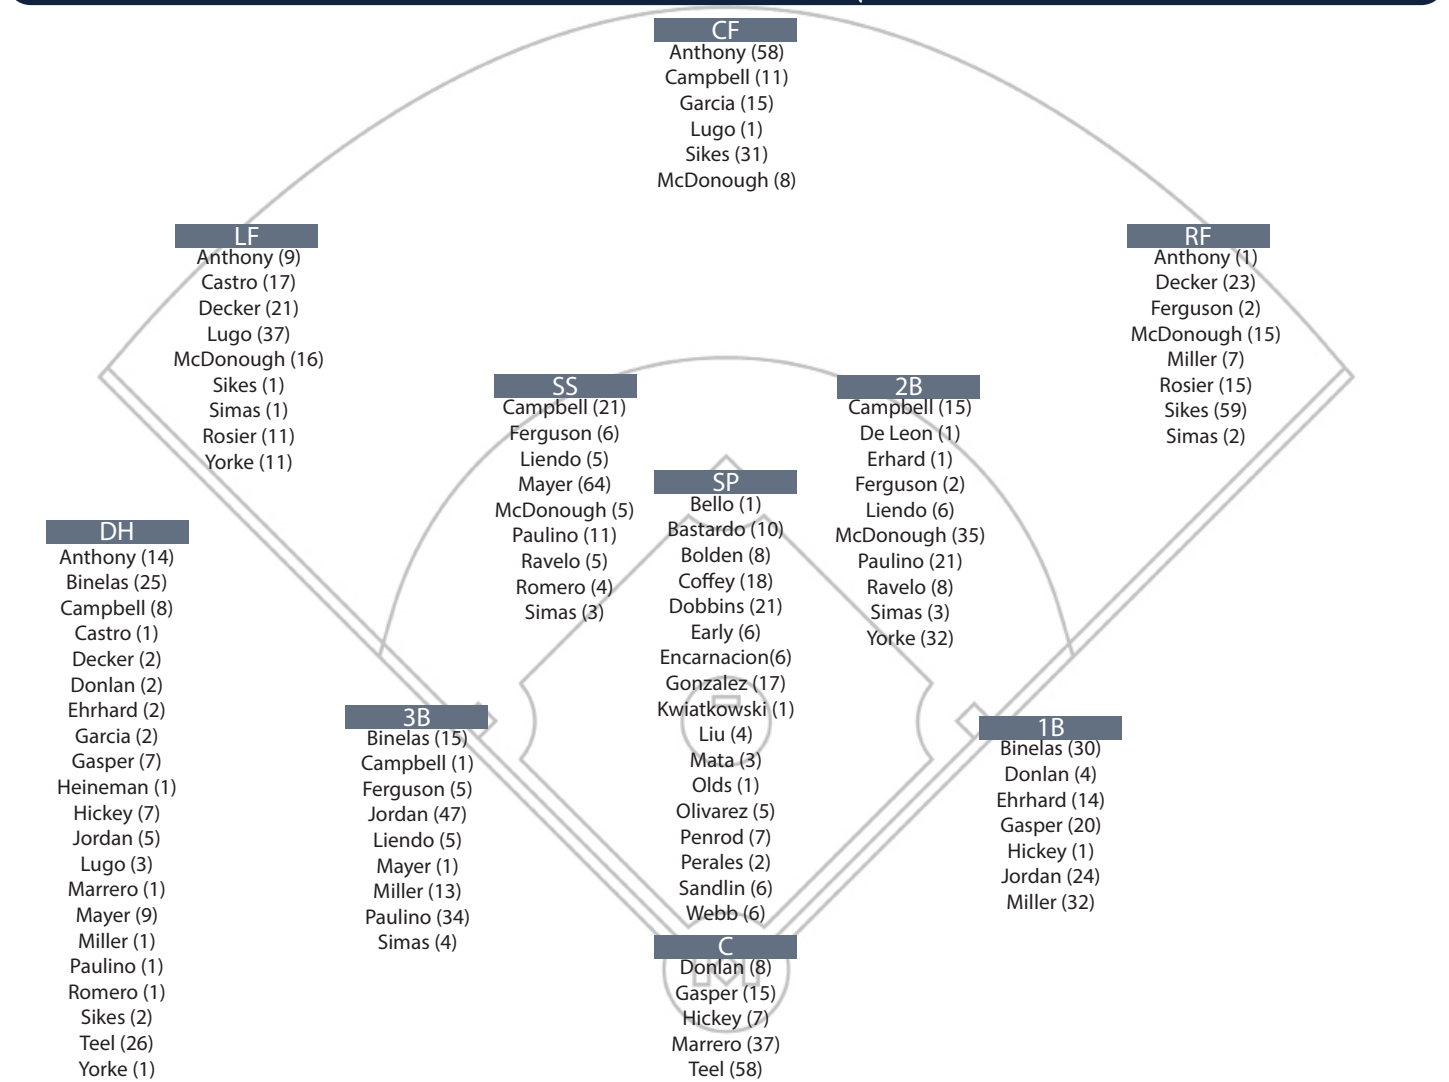 CF
Anthony (58)
Campbell (11)
Garcia (15)
Lugo (1)
Sikes (31)
McDonough (8)
LF
Anthony (9)
Castro (17)
Decker (21)
Lugo (37)
McDonough (16)
Sikes (1)
Simas (1)
Rosier (11)
Yorke (11)
RF
Anthony (1)
Decker (23)
Ferguson (2)
McDonough (15)
Miller (7)
Rosier (15)
Sikes (59)
Simas (2)
SS
Campbell (21)
Ferguson (6)
Liendo (5)
Mayer (64)
McDonough (5)
Paulino (11)
Ravelo (5)
Romero (4)
Simas (3)
2B
Campbell (15)
De Leon (1)
Erhard (1)
Ferguson (2)
Liendo (6)
McDonough (35)
Paulino (21)
Ravelo (8)
Simas (3)
Yorke (32)
SP
Bello (1)
Bastardo (10)
Bolden (8)
Coffey (18)
Dobbins (21)
Early (6)
Encarnacion(6)
Gonzalez (17)
Kwiatkowski (1)
Liu (4)
Mata (3)
Olds (1)
Olivarez (5)
Penrod (7)
Perales (2)
Sandlin (6)
Webb (6)
DH
Anthony (14)
Binelas (25)
Campbell (8)
Castro (1)
Decker (2)
Donlan (2)
Ehrhard (2)
Garcia (2)
Gasper (7)
Heineman (1)
Hickey (7)
Jordan (5)
Lugo (3)
Marrero (1)
Mayer (9)
Miller (1)
Paulino (1)
Romero (1)
Sikes (2)
Teel (26)
Yorke (1)
3B
Binelas (15)
Campbell (1)
Ferguson (5)
Jordan (47)
Liendo (5)
Mayer (1)
Miller (13)
Paulino (34)
Simas (4)
1B
Binelas (30)
Donlan (4)
Ehrhard (14)
Gasper (20)
Hickey (1)
Jordan (24)
Miller (32)
C
Donlan (8)
Gasper (15)
Hickey (7)
Marrero (37)
Teel (58)